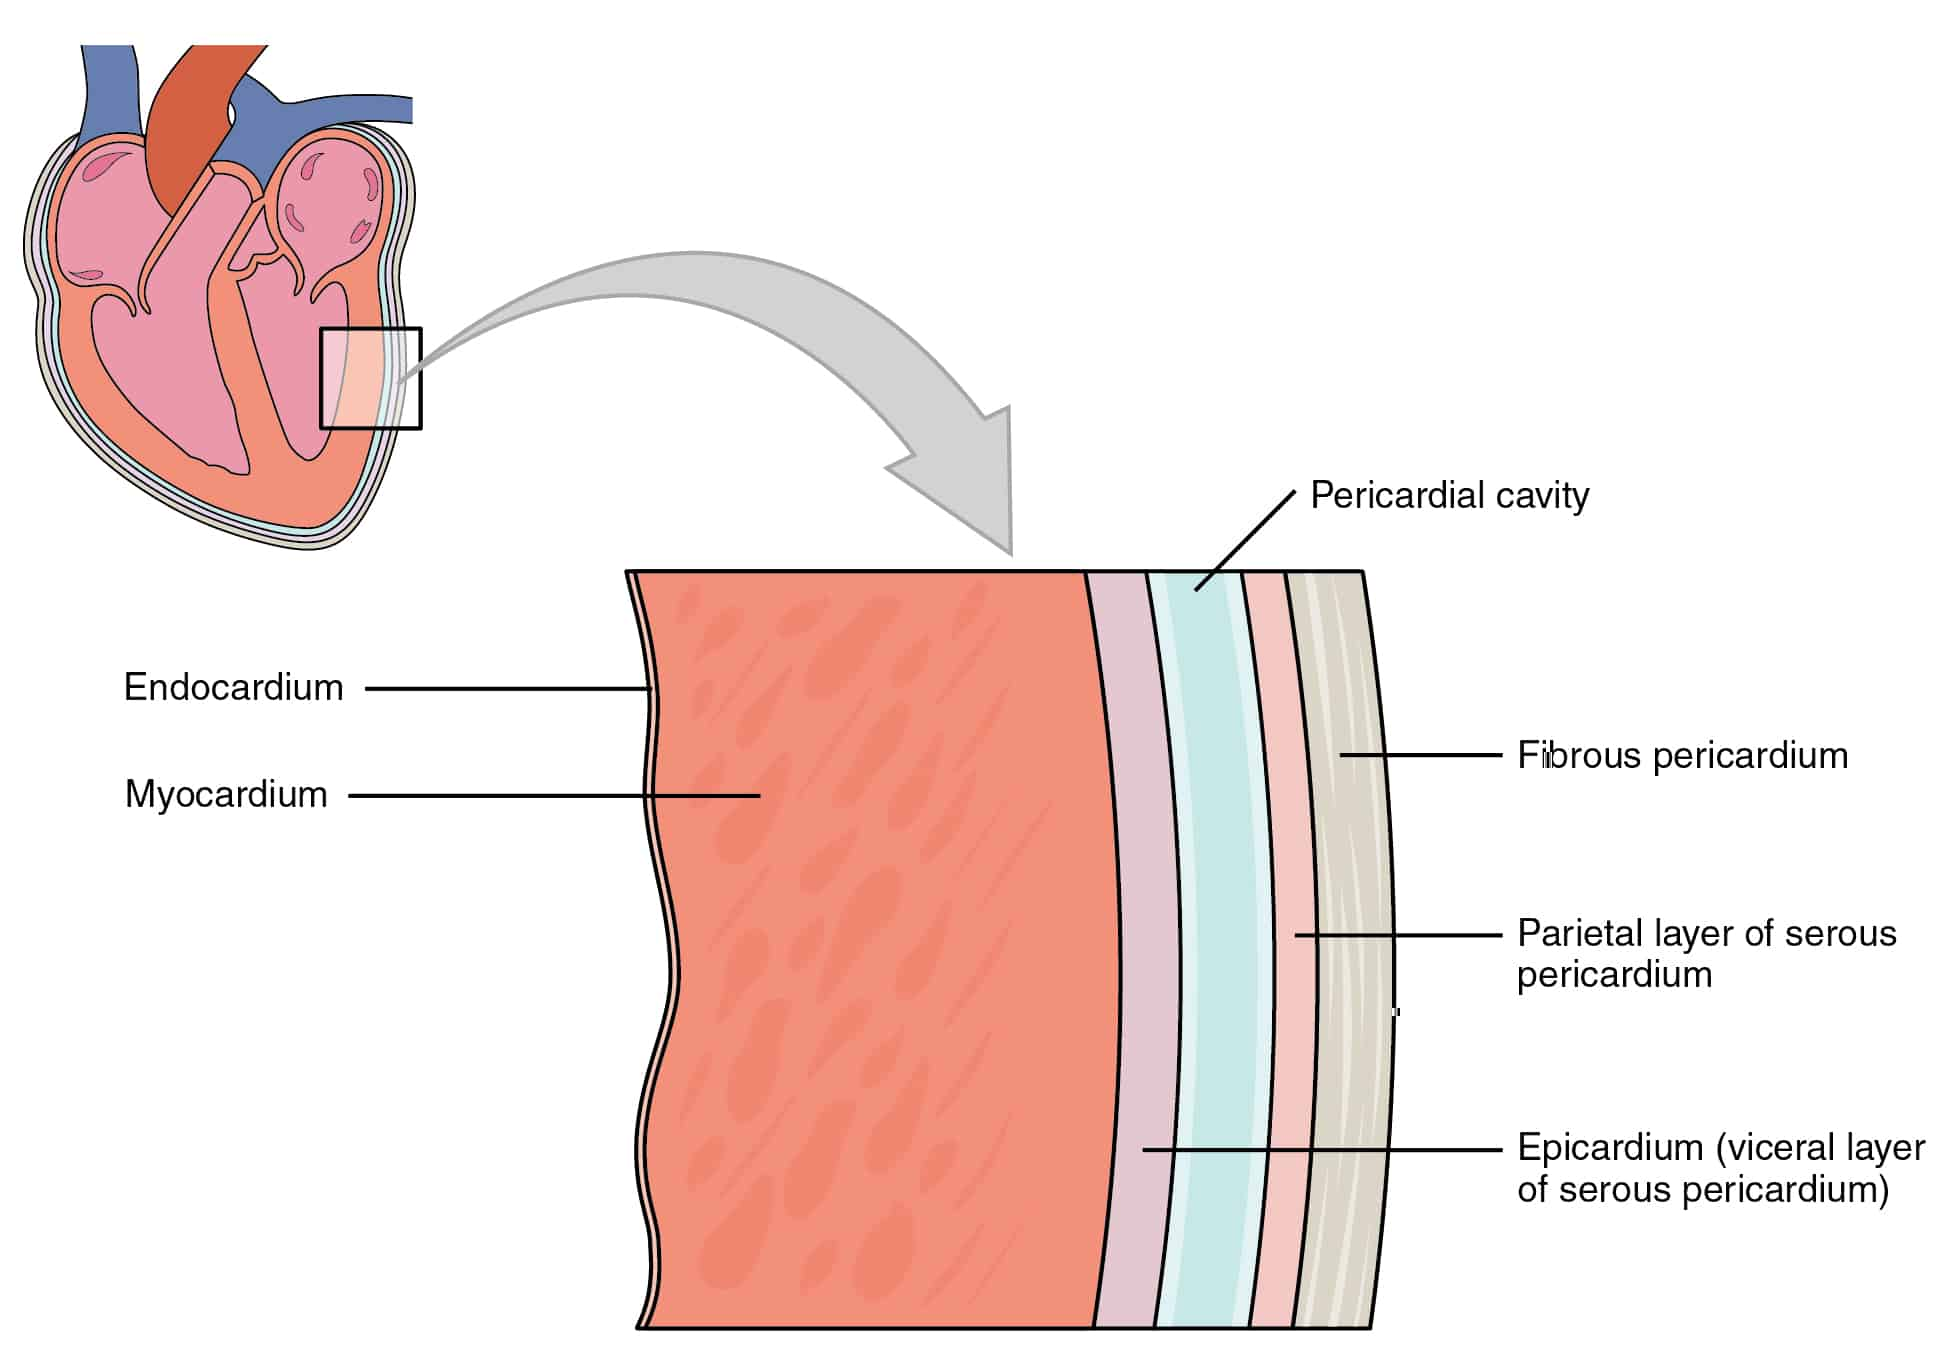 Pericardial cavity
Endocardium
Fibrous pericardium
Myocardium
Parietal layer of serous
pericardium
Epicardium (viceral layer
of serous pericardium)